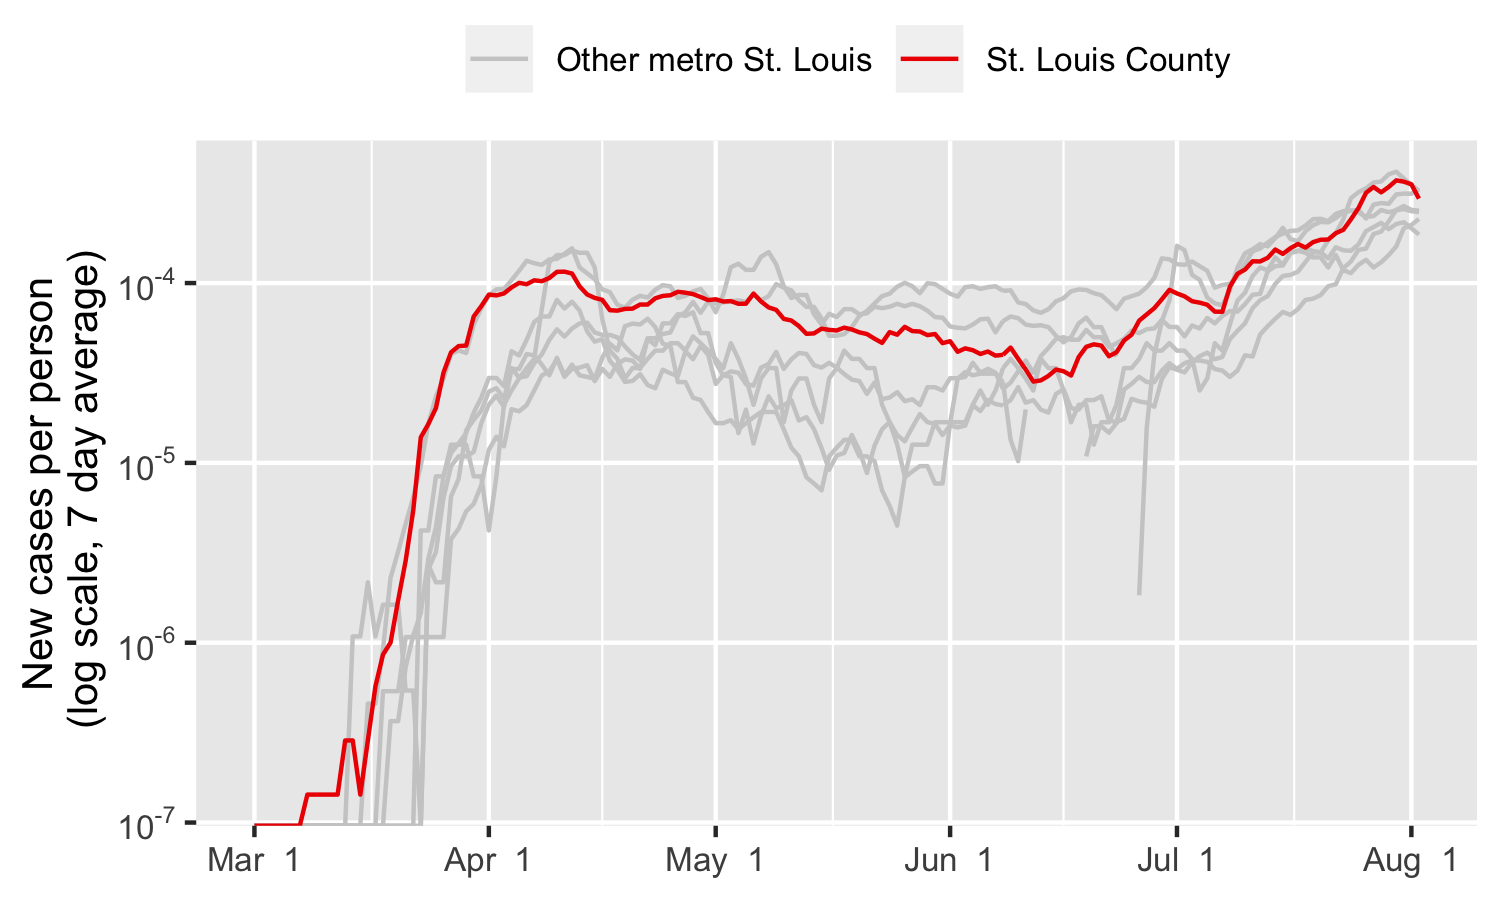 Other metro St. Louis St. Louis County
New cases per person
(log scale, 7 day average)
10⁻⁴
10⁻⁵
10⁻⁶
10⁻⁷
Mar 1 Apr 1 May 1 Jun 1 Jul 1 Aug 1